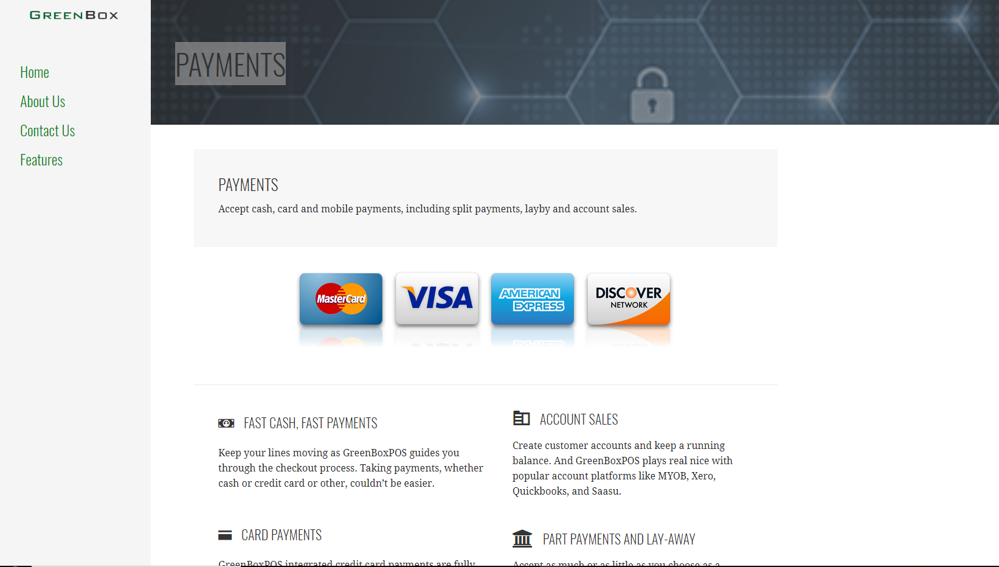 GREENBOX
Home
About Us
Contact Us
Features
PAYMENTS
PAYMENTS
Accept cash, card and mobile payments, including split payments, layby and account sales.
MasterCard
VISA
AMERICAN
EXPRESS
DISCOVER
NETWORK
FAST CASH, FAST PAYMENTS
Keep your lines moving as GreenBoxPOS guides you
through the checkout process. Taking payments, whether
cash or credit card or other, couldn’t be easier.
ACCOUNT SALES
Create customer accounts and keep a running
balance. And GreenBoxPOS plays real nice with
popular account platforms like MYOB, Xero,
Quickbooks, and Saasu.
CARD PAYMENTS
GreenBoxPOS integrated credit card payments are fully
PART PAYMENTS AND LAY-AWAY
Accept as much or as little as you choose as a